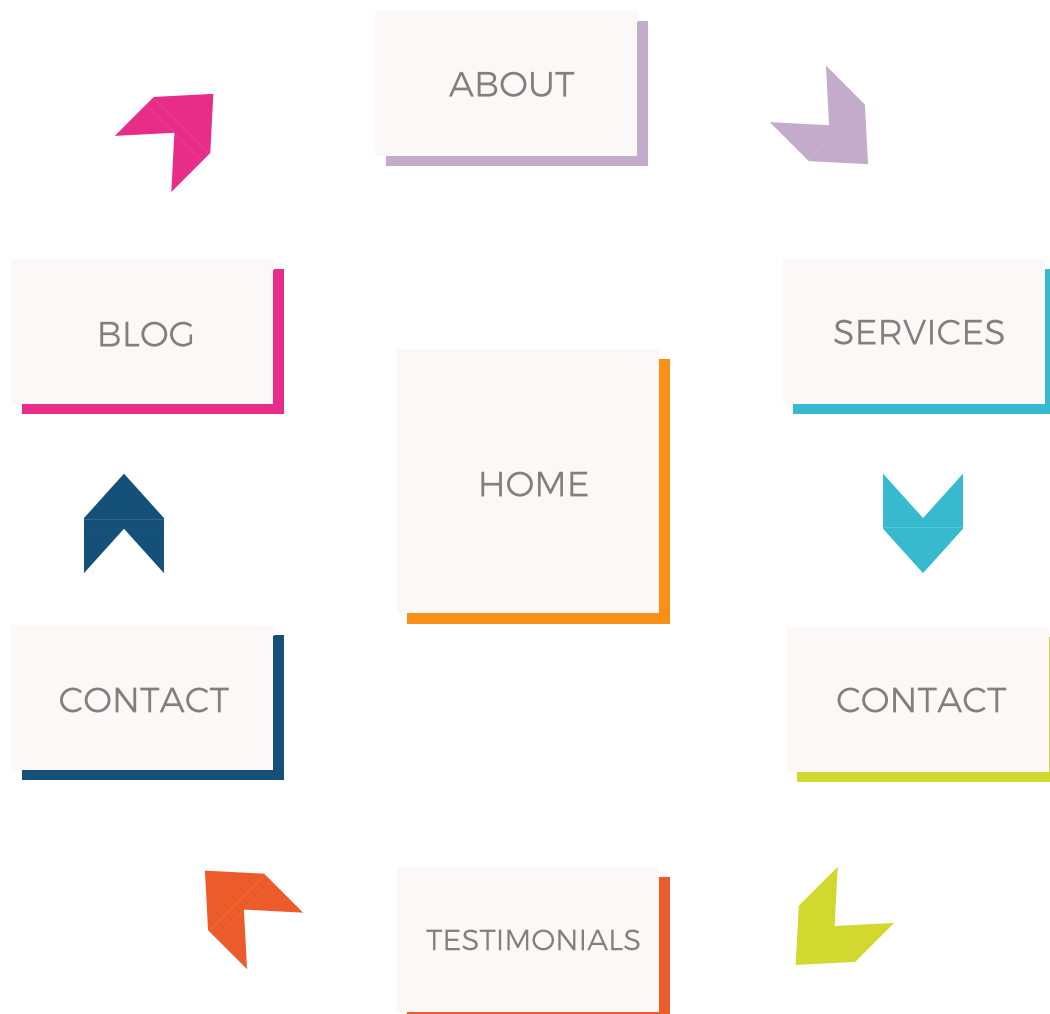 ABOUT
BLOG
SERVICES
HOME
CONTACT
CONTACT
TESTIMONIALS